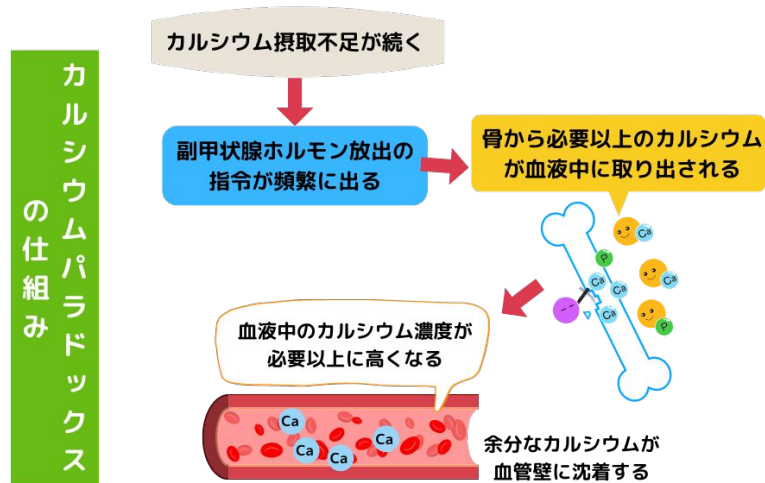 カルシウムパラドックス
の仕組み
カルシウム摂取不足が続く
副甲状腺ホルモン放出の
指令が頻繁に出る
骨から必要以上のカルシウム
が血液中に取り出される
Ca
P
Ca
Ca
Ca
Ca
P
血液中のカルシウム濃度が
必要以上に高くなる
Ca
Ca
Ca
Ca
余分なカルシウムが
血管壁に沈着する